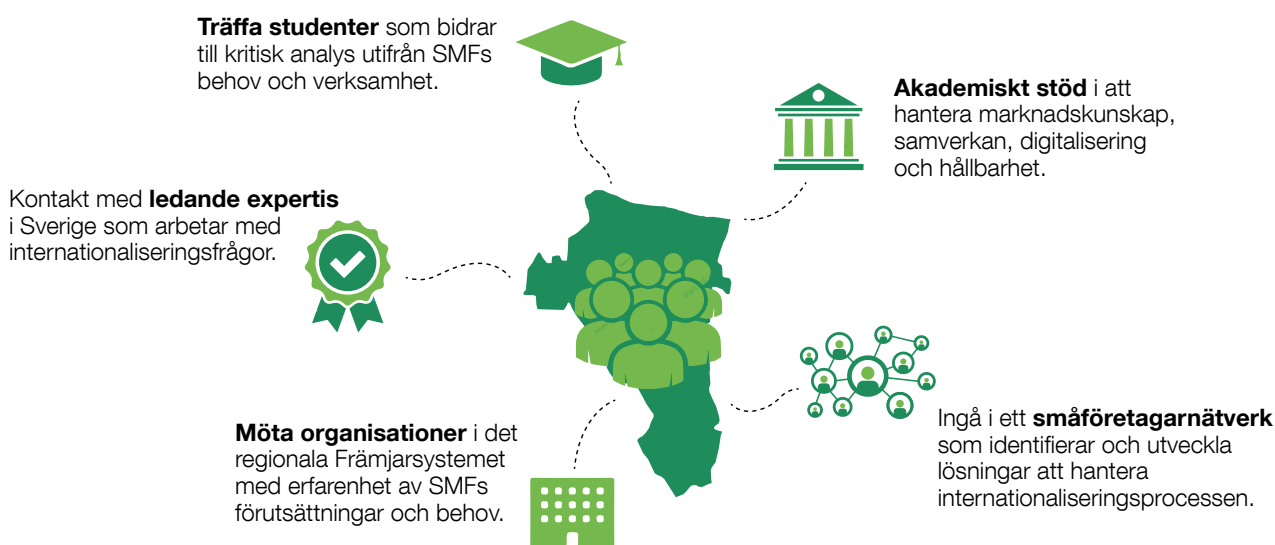 Träffa studenter som bidrar
till kritisk analys utifrån SMFs
behov och verksamhet.
Akademiskt stöd i att
hantera marknadskunskap,
samverkan, digitalisering
och hållbarhet.
Kontakt med ledande expertis
i Sverige som arbetar med
internationaliseringsfrågor.
Möta organisationer i det
regionala Främjarsystemet
med erfarenhet av SMFs
förutsättningar och behov.
Ingå i ett småföretagarnätverk
som identifierar och utveckla
lösningar att hantera
internationaliseringsprocessen.